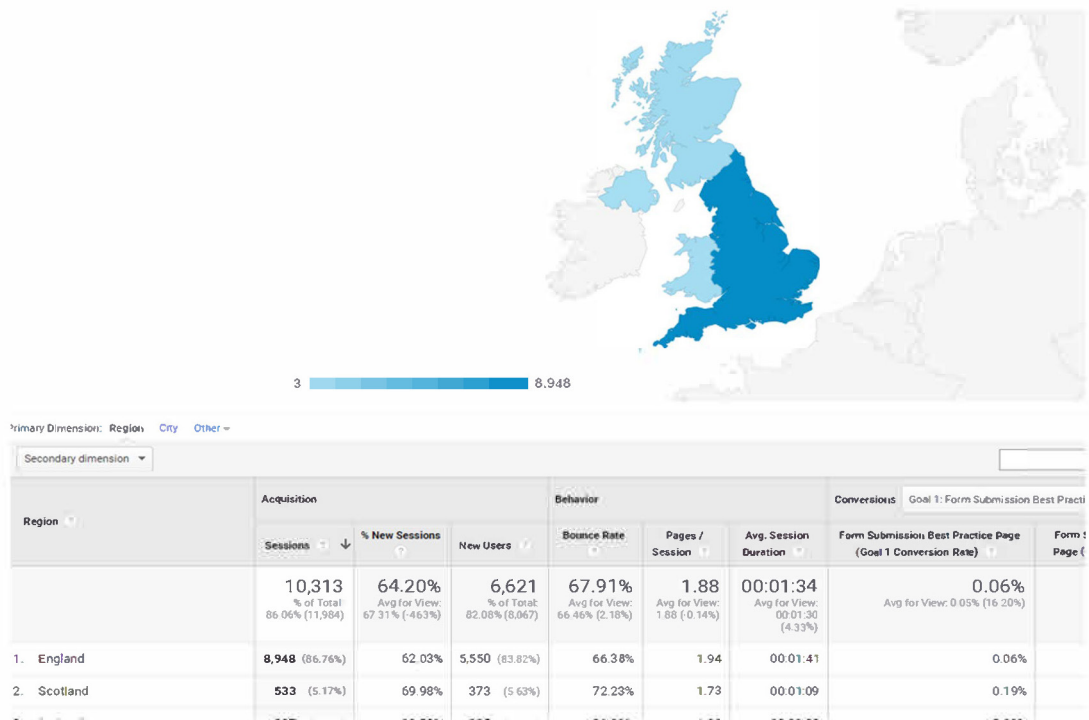 3 8.948
Primary Dimension: Region City Other
Secondary dimension
Acquisition Behavior Conversions Goal 1: Form Submission Best Practi
Region
Sessions % New Sessions New Users Bounce Rate Pages / Session Avg. Session Duration Form Submission Best Practice Page (Goal 1 Conversion Rate) Form Page (
10,313 64.20% 6,621 67.91% 1.88 00:01:34 0.06%
% of Total: 86.06% (11,984) Avg for View: 67.31% (-4.63%) % of Total: 82.08% (8,067) Avg for View: 66.46% (2.18%) Avg for View: 1.88 (-0.14%) Avg for View: 00:01:30 (4.33%) Avg for View: 0.05% (16.20%)
1. England 8,948 (86.76%) 62.03% 5,550 (83.82%) 66.38% 1.94 00:01:41 0.06%
2. Scotland 533 (5.17%) 69.98% 373 (5.63%) 72.23% 1.73 00:01:09 0.19%